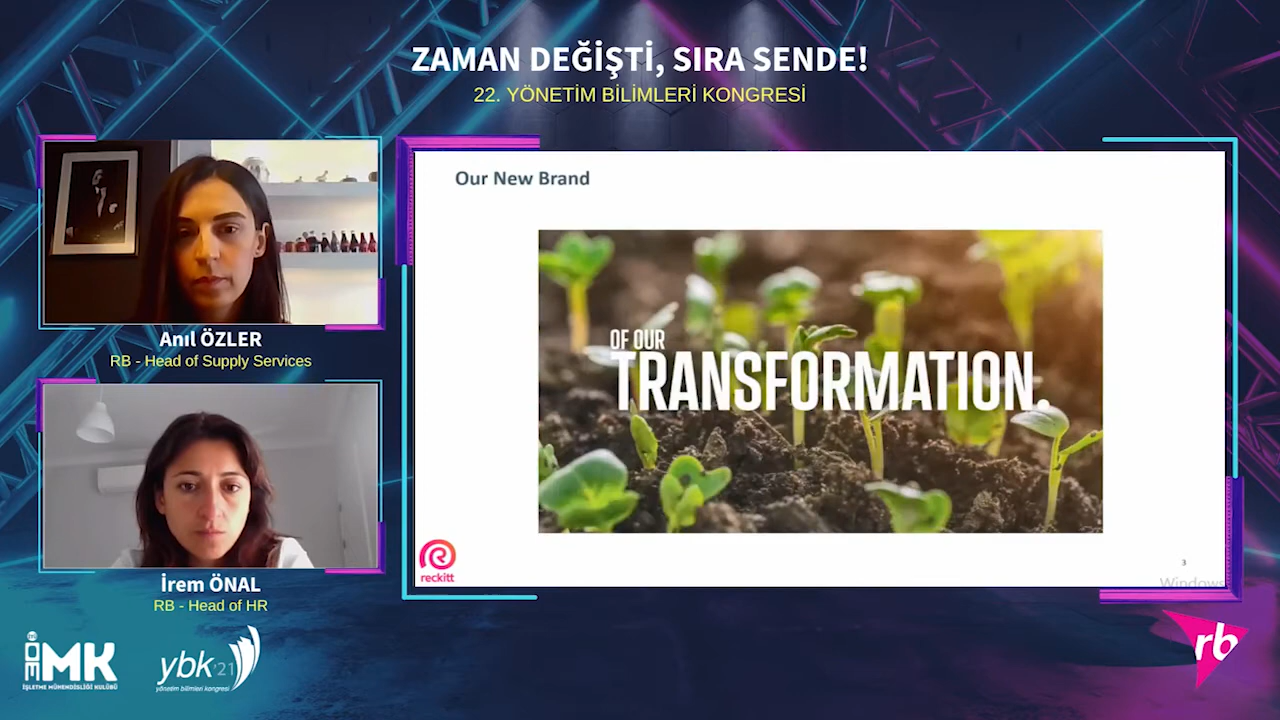 ZAMAN DEĞİŞTİ, SIRA SENDE!
22. YÖNETİM BİLİMLERİ KONGRESİ
Anıl ÖZLER
RB - Head of Supply Services
İrem ÖNAL
RB - Head of HR
Our New Brand
OF OUR
TRANSFORMATION.
reckitt
3
Windows
MK
İŞLETME MÜHENDİSLİĞİ KULÜBÜ
ybk'21
yönetim bilimleri kongresi
rb